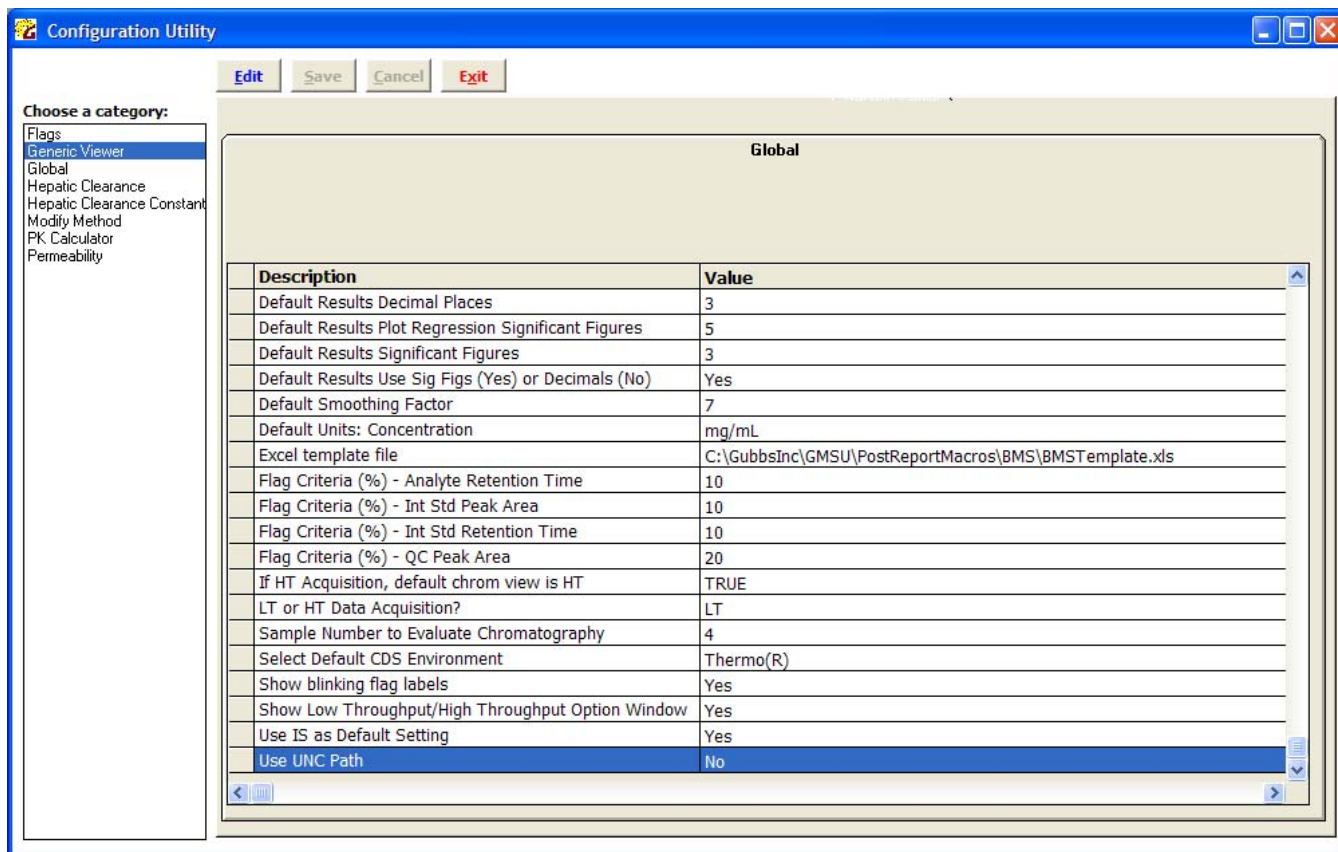 Configuration Utility
Edit Save Cancel Exit
Choose a category:
Flags
Generic Viewer
Global
Hepatic Clearance
Hepatic Clearance Constant
Modify Method
PK Calculator
Permeability
Global
Description Value
Default Results Decimal Places 3
Default Results Plot Regression Significant Figures 5
Default Results Significant Figures 3
Default Results Use Sig Figs (Yes) or Decimals (No) Yes
Default Smoothing Factor 7
Default Units: Concentration mg/mL
Excel template file C:\GubbsInc\GMSU\PostReportMacros\BMS\BMSTemplate.xls
Flag Criteria (%) - Analyte Retention Time 10
Flag Criteria (%) - Int Std Peak Area 10
Flag Criteria (%) - Int Std Retention Time 10
Flag Criteria (%) - QC Peak Area 20
If HT Acquisition, default chrom view is HT TRUE
LT or HT Data Acquisition? LT
Sample Number to Evaluate Chromatography 4
Select Default CDS Environment Thermo(R)
Show blinking flag labels Yes
Show Low Throughput/High Throughput Option Window Yes
Use IS as Default Setting Yes
Use UNC Path No